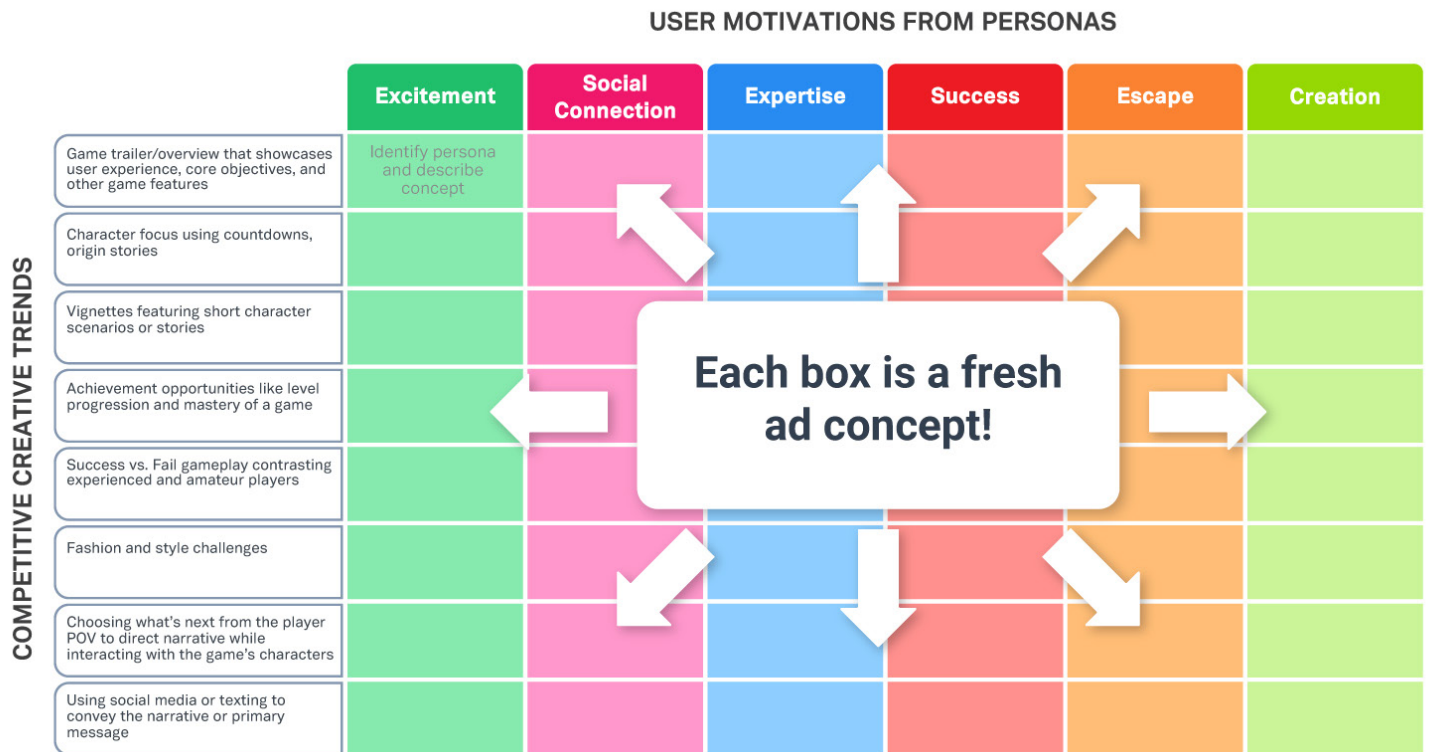 USER MOTIVATIONS FROM PERSONAS
Excitement
Social
Connection
Expertise
Success
Escape
Creation
COMPETITIVE CREATIVE TRENDS
Game trailer/overview that showcases
user experience, core objectives, and
other game features
Identify persona
and describe
concept
Character focus using countdowns,
origin stories
Vignettes featuring short character
scenarios or stories
Achievement opportunities like level
progression and mastery of a game
Success vs. Fail gameplay contrasting
experienced and amateur players
Fashion and style challenges
Choosing what's next from the player
POV to direct narrative while
interacting with the game's characters
Using social media or texting to
convey the narrative or primary
message
Each box is a fresh
ad concept!